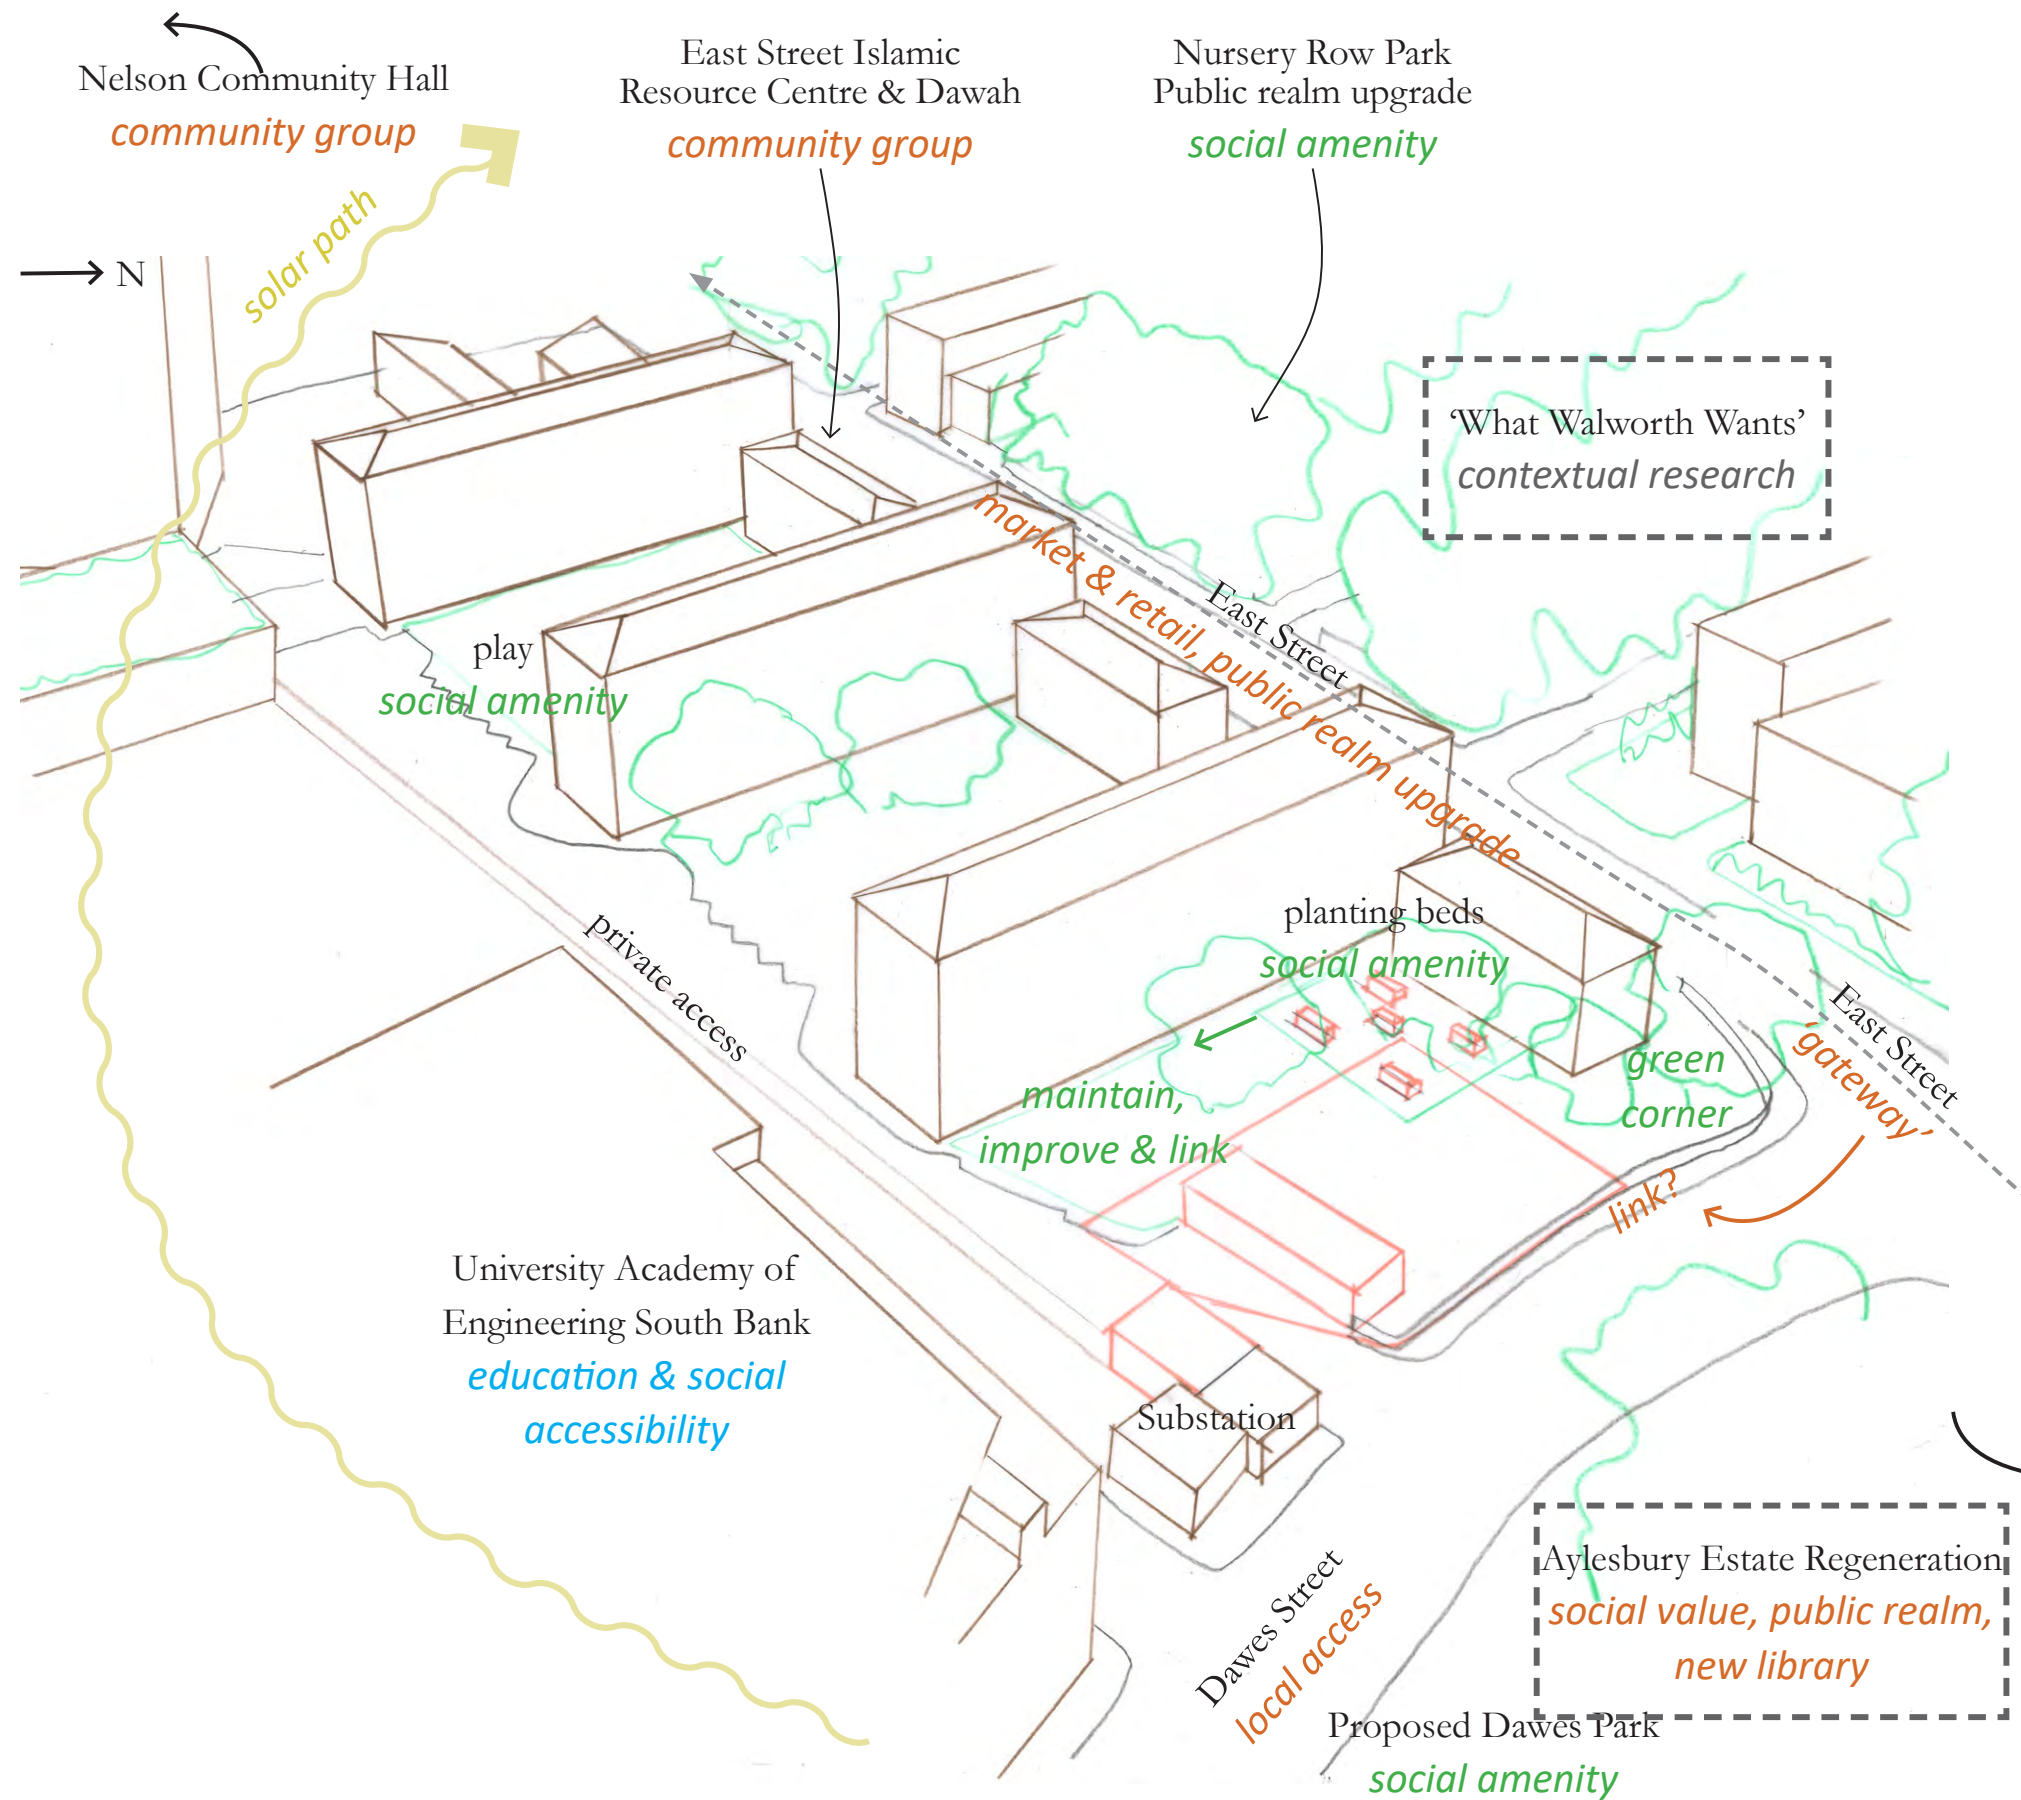 Nelson Community Hall
community group
East Street Islamic
Resource Centre & Dawah
community group
Nursery Row Park
Public realm upgrade
social amenity
solar path
N
‘What Walworth Wants’
contextual research
market & retail, public realm upgrade
East Street
play
social amenity
private access
planting beds
social amenity
East Street
‘gateway’
green
corner
maintain,
improve & link
link?
University Academy of
Engineering South Bank
education & social
accessibility
Substation
Dawes Street
local access
Aylesbury Estate Regeneration
social value, public realm,
new library
Proposed Dawes Park
social amenity